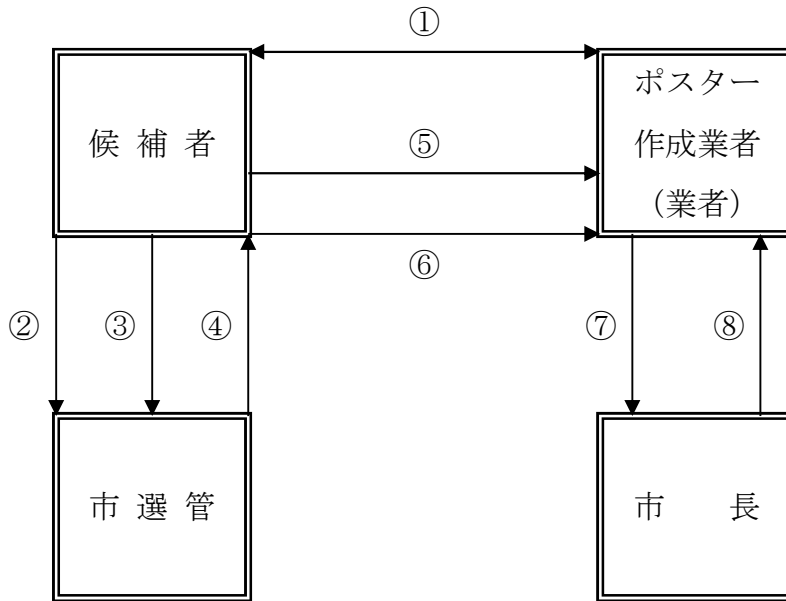 ①
候 補 者
ポスター
作成業者
（業者）
⑤
⑥
②
③
④
⑦
⑧
市 選 管
市　　長